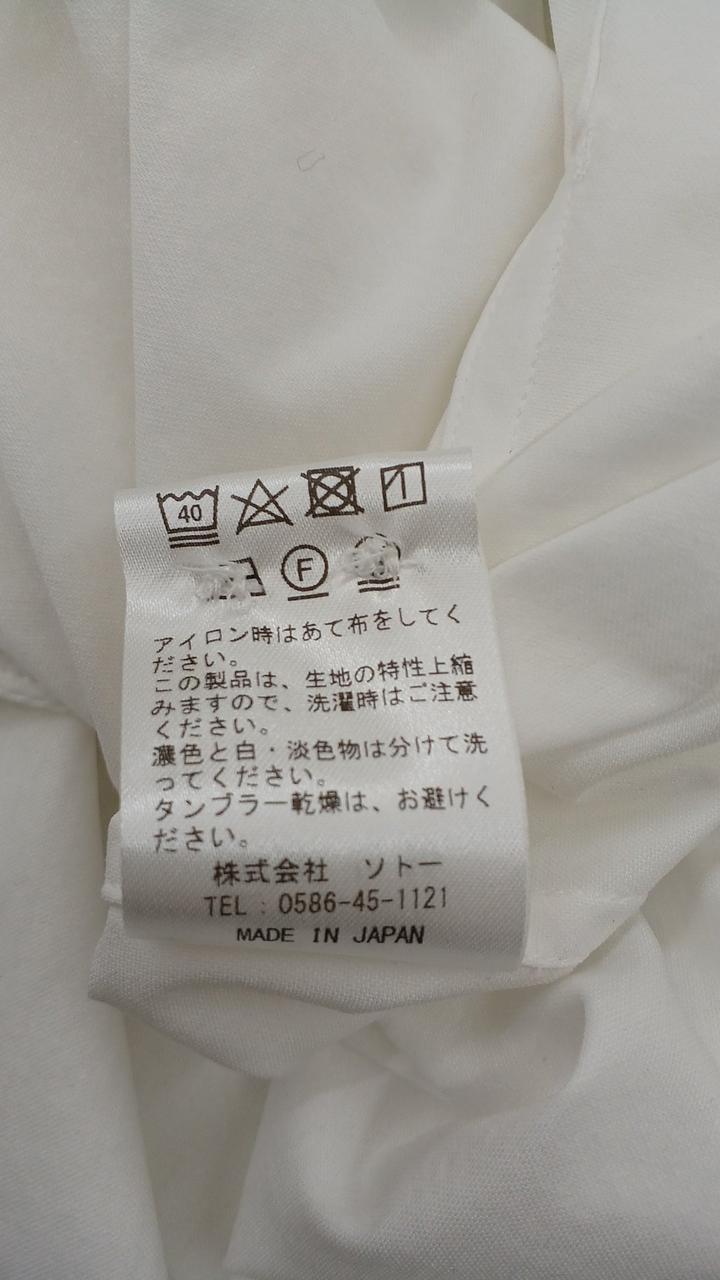 40
F
アイロン時はあて布をしてく
ださい。
この製品は、生地の特性上縮
みますので、洗濯時はご注意
ください。
濃色と白・淡色物は分けて洗
ってください。
タンブラー乾燥は、お避けく
ださい。
株式会社 ソトー
TEL : 0586-45-1121
MADE IN JAPAN